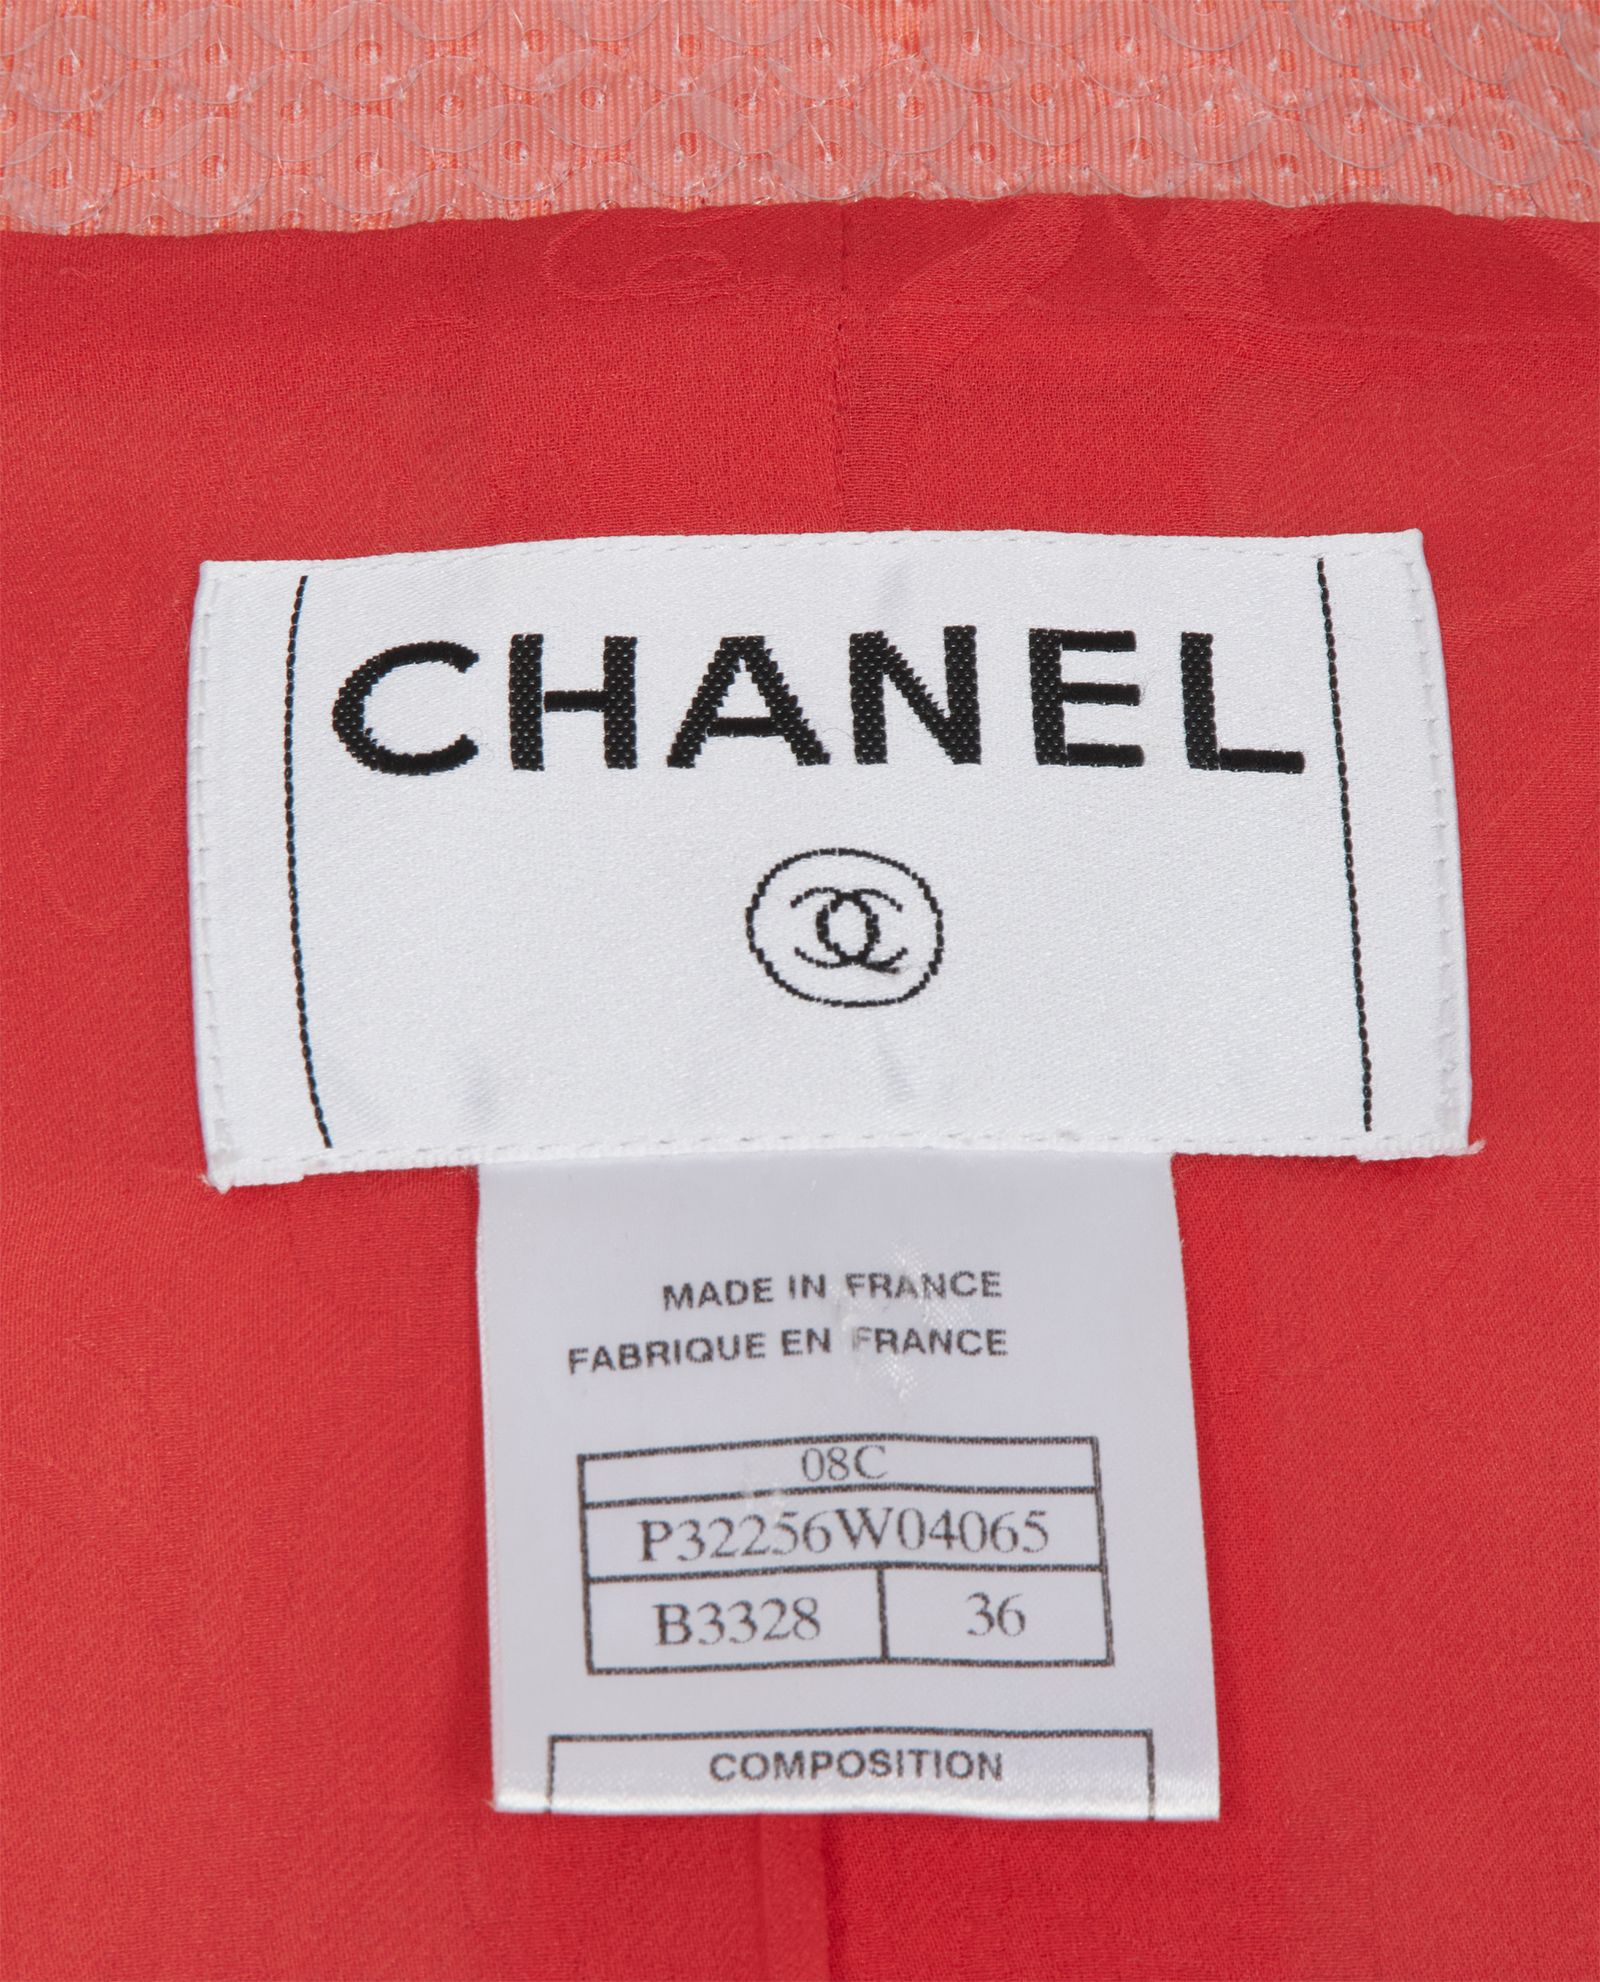 CHANEL
MADE IN FRANCE
FABRIQUE EN FRANCE
08C
P32256W04065
B3328 36
COMPOSITION